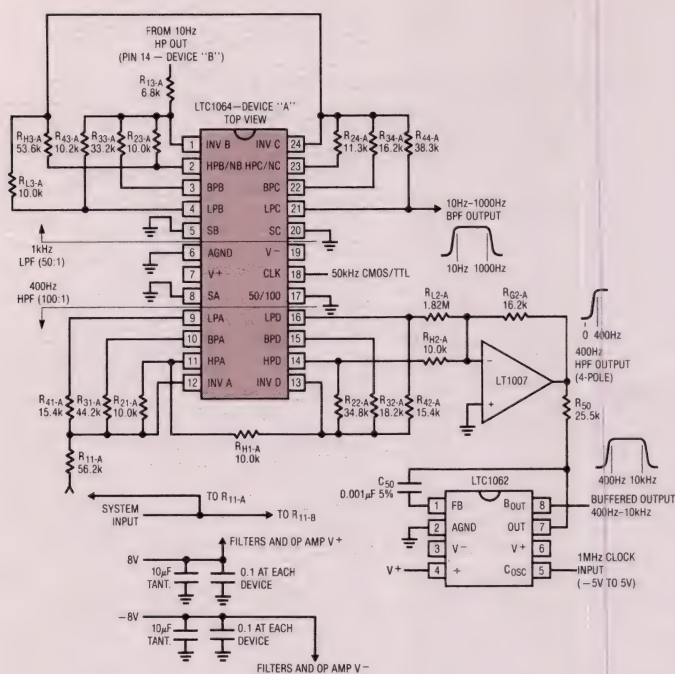 FROM 10Hz
HP OUT
(PIN 14 — DEVICE "B")
R13-A
6.8k
LTC1064—DEVICE "A"
TOP VIEW
RH3-A
53.6k
R43-A
10.2k
R33-A
33.2k
R23-A
10.0k
RL3-A
10.0k
R24-A
11.3k
R34-A
16.2k
R44-A
38.3k
1 INV B INV C 24
2 HPB/NB HPC/NC 23
3 BPB BPC 22
4 LPB LPC 21
5 SB SC 20
6 AGND V− 19
7 V+ CLK 18
8 SA 50/100 17
9 LPA LPD 16
10 BPA BPD 15
11 HPA HPD 14
12 INV A INV D 13
10Hz–1000Hz
BPF OUTPUT
10Hz 1000Hz
1kHz
LPF (50:1)
400Hz
HPF (100:1)
50kHz CMOS/TTL
RL2-A
1.82M
RG2-A
16.2k
RH2-A
10.0k
LT1007
−
+
0 400Hz
400Hz
HPF OUTPUT
(4-POLE)
R50
25.5k
R41-A
15.4k
R31-A
44.2k
R21-A
10.0k
R22-A
34.8k
R32-A
18.2k
R42-A
15.4k
RH1-A
10.0k
R11-A
56.2k
TO R11-A
SYSTEM
INPUT
TO R11-B
C50
0.001µF 5%
LTC1062
1 FB BOUT 8
2 AGND OUT 7
3 V− V+ 6
4 ÷ COSC 5
V+
400Hz 10kHz
BUFFERED OUTPUT
400Hz–10kHz
1MHz CLOCK
INPUT
(−5V TO 5V)
FILTERS AND OP AMP V+
8V
10µF
TANT.
0.1 AT EACH
DEVICE
−8V
10µF
TANT.
0.1 AT EACH
DEVICE
FILTERS AND OP AMP V−